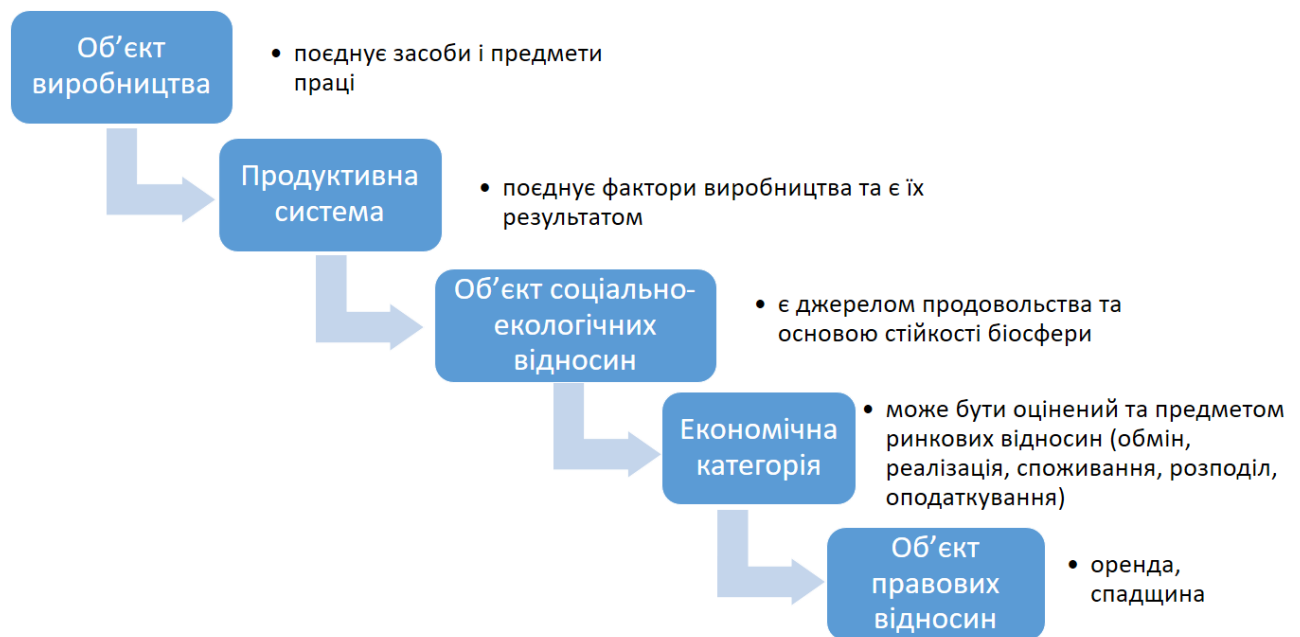 Об’єкт
виробництва
• поєднує засоби і предмети
праці
Продуктивна
система
• поєднує фактори виробництва та є їх
результатом
Об’єкт соціально-
екологічних
відносин
• є джерелом продовольства та
основою стійкості біосфери
Економічна
категорія
• може бути оцінений та предметом
ринкових відносин (обмін,
реалізація, споживання, розподіл,
оподаткування)
Об’єкт
правових
відносин
• оренда,
спадщина